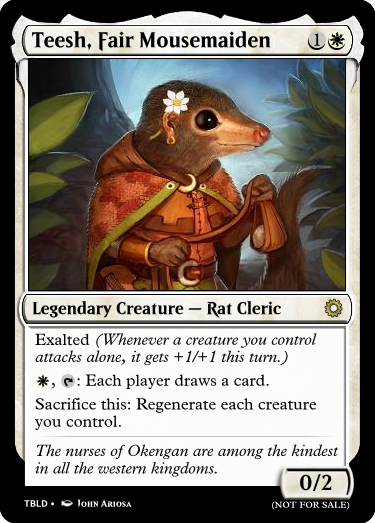 Teesh, Fair Mousemaiden 1
Legendary Creature — Rat Cleric
Exalted (Whenever a creature you control
attacks alone, it gets +1/+1 this turn.)
, : Each player draws a card.
Sacrifice this: Regenerate each creature
you control.
The nurses of Okengan are among the kindest
in all the western kingdoms.
0/2
TBLD • John Ariosa
(NOT FOR SALE)